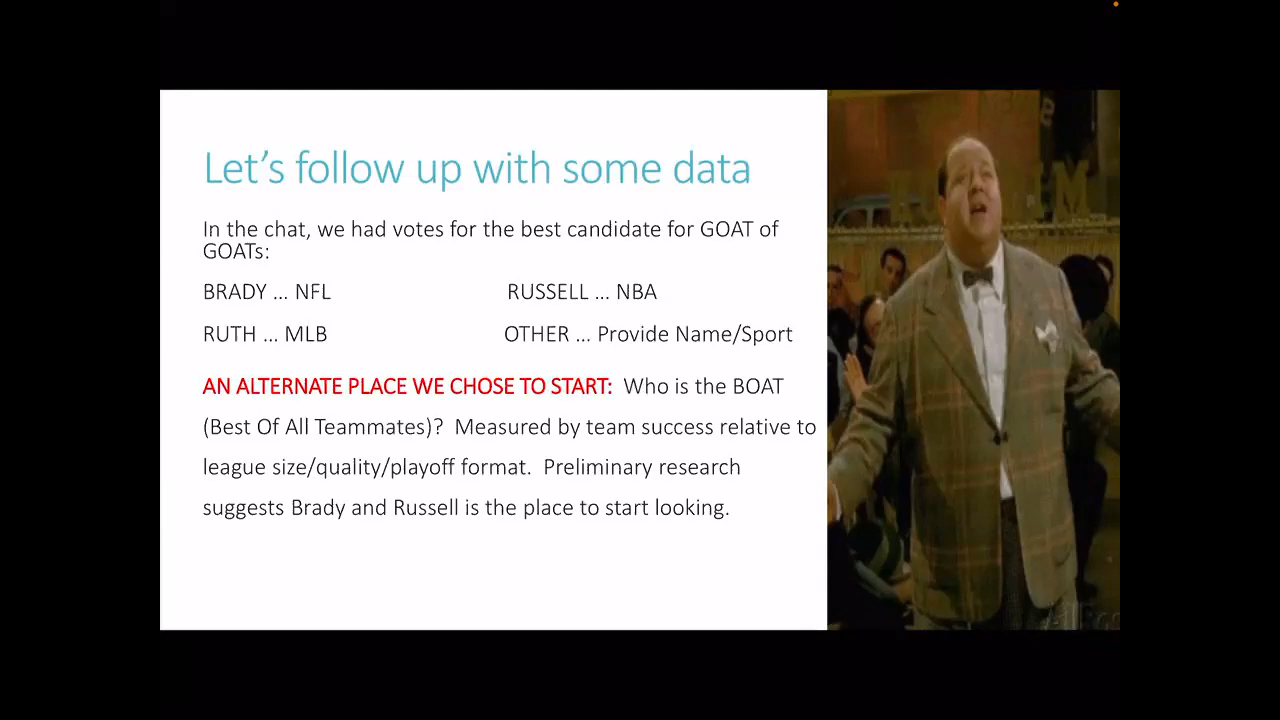 Let's follow up with some data
In the chat, we had votes for the best candidate for GOAT of
GOATs:
BRADY ... NFL RUSSELL ... NBA
RUTH ... MLB OTHER ... Provide Name/Sport
AN ALTERNATE PLACE WE CHOSE TO START: Who is the BOAT
(Best Of All Teammates)? Measured by team success relative to
league size/quality/playoff format. Preliminary research
suggests Brady and Russell is the place to start looking.